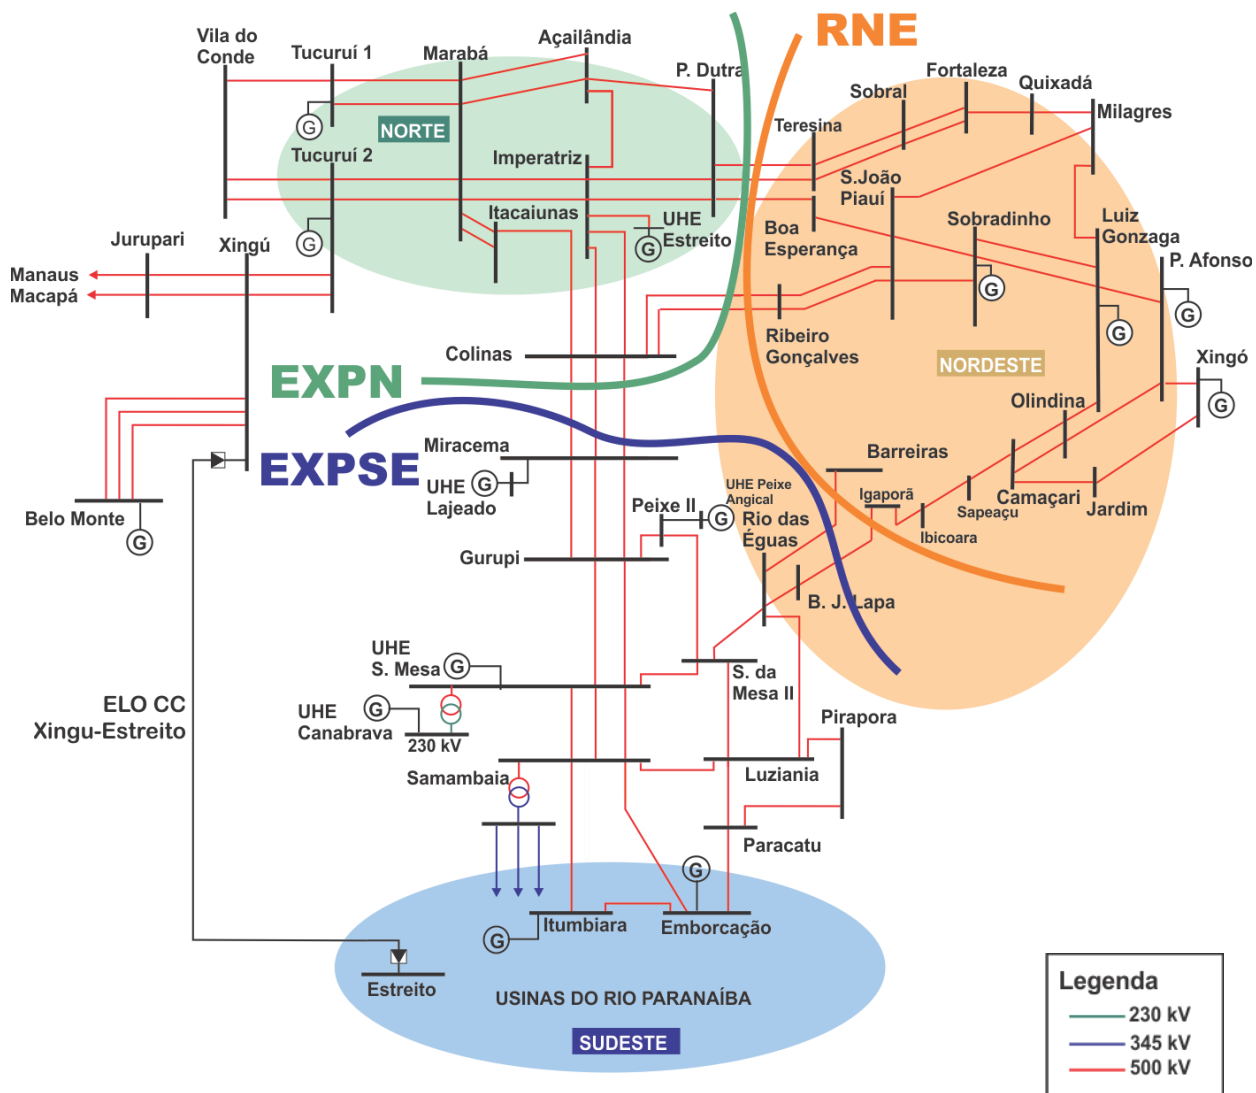 RNE
Vila do
Conde
Tucuruí 1
Marabá
Açailândia
P. Dutra
Teresina
Sobral
Fortaleza
Quixadá
Milagres
G
NORTE
Tucuruí 2
Imperatriz
S.João
Piauí
Itacaiunas
G
UHE
Estreito
G
Boa
Esperança
Sobradinho
Luiz
Gonzaga
P. Afonso
Jurupari
Xingú
Manaus
Macapá
G
G
G
Colinas
Ribeiro
Gonçalves
NORDESTE
Xingó
G
EXPN
Olindina
EXPSE
Miracema
G
UHE
Lajeado
Barreiras
Igaporã
Sapeaçu
Camaçari
Jardim
Ibicoara
UHE Peixe
Angical
G
Peixe II
Rio das
Éguas
Belo Monte
G
Gurupi
B. J. Lapa
UHE
S. Mesa
G
S. da
Mesa II
ELO CC
Xingu-Estreito
UHE
Canabrava
G
230 kV
Pirapora
Samambaia
Luziania
Paracatu
G
Itumbiara
Emborcação
G
Estreito
USINAS DO RIO PARANAÍBA
SUDESTE
Legenda
230 kV
345 kV
500 kV